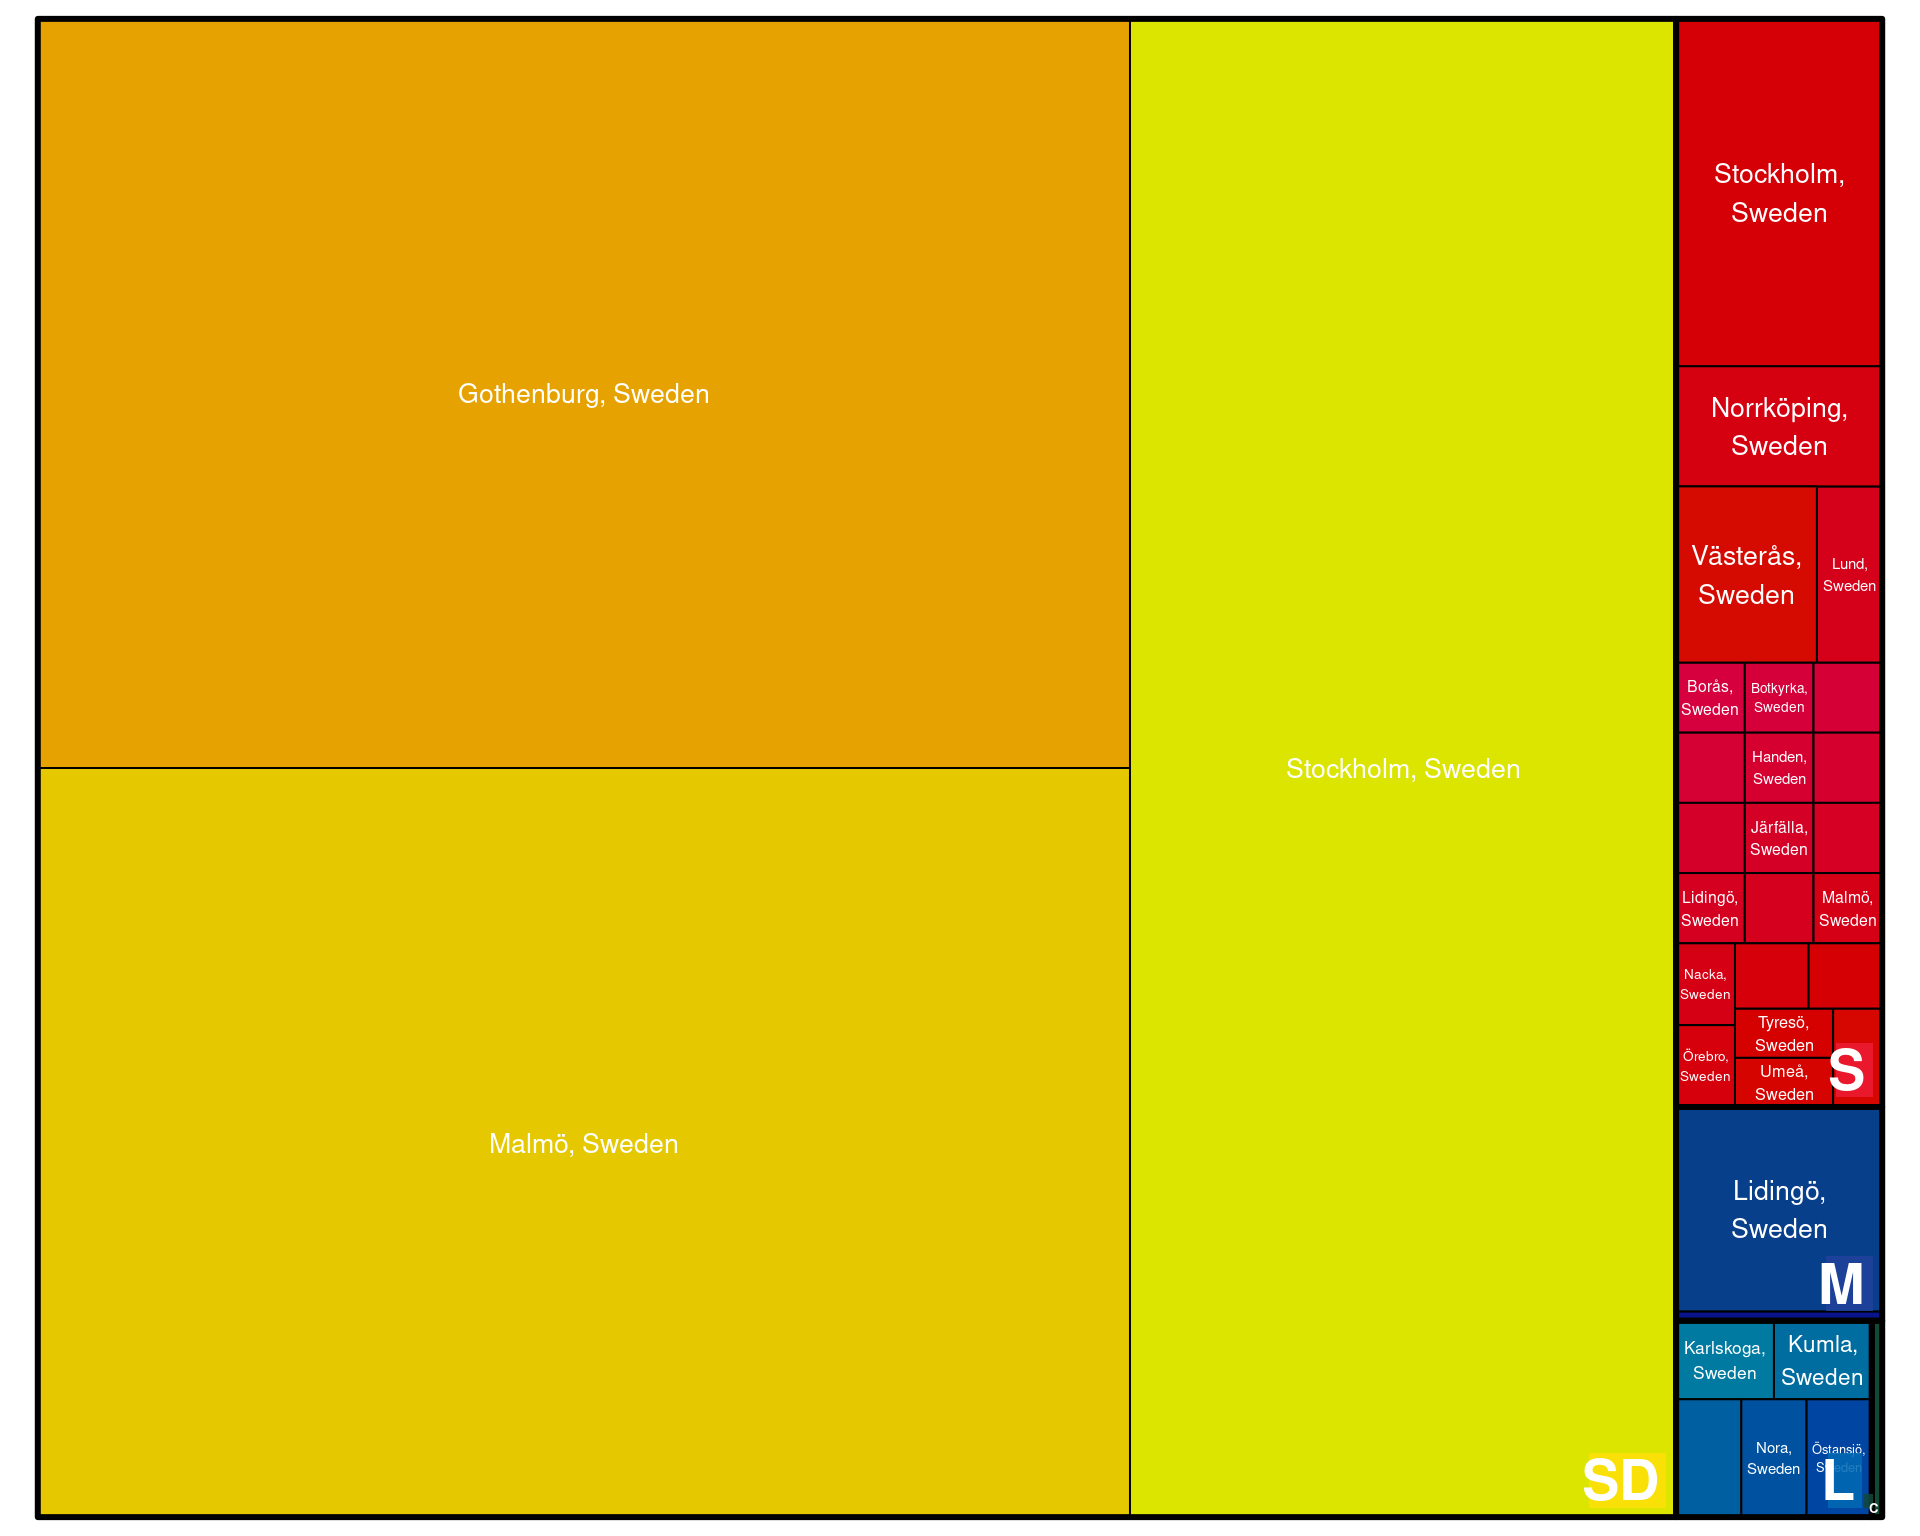 Gothenburg, Sweden
Malmö, Sweden
Stockholm, Sweden
SD
Stockholm,
Sweden
Norrköping,
Sweden
Västerås,
Sweden
Lund,
Sweden
Borås,
Sweden
Botkyrka,
Sweden
Handen,
Sweden
Järfälla,
Sweden
Lidingö,
Sweden
Malmö,
Sweden
Nacka,
Sweden
Örebro,
Sweden
Tyresö,
Sweden
Umeå,
Sweden
S
Lidingö,
Sweden
M
Karlskoga,
Sweden
Kumla,
Sweden
Nora,
Sweden
Östansjö,
Sweden
L
C